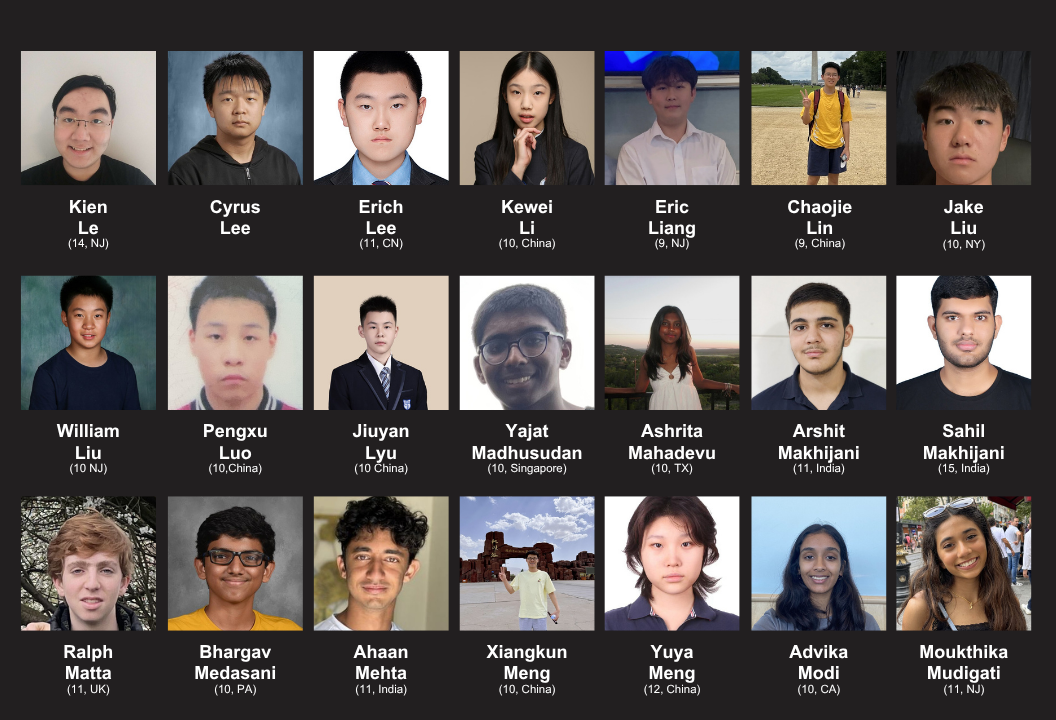 Kien
Le
(14, NJ)
Cyrus
Lee
Erich
Lee
(11, CN)
Kewei
Li
(10, China)
Eric
Liang
(9, NJ)
Chaojie
Lin
(9, China)
Jake
Liu
(10, NY)
William
Liu
(10 NJ)
Pengxu
Luo
(10,China)
Jiuyan
Lyu
(10 China)
Yajat
Madhusudan
(10, Singapore)
Ashrita
Mahadevu
(10, TX)
Arshit
Makhijani
(11, India)
Sahil
Makhijani
(15, India)
Ralph
Matta
(11, UK)
Bhargav
Medasani
(10, PA)
Ahaan
Mehta
(11, India)
Xiangkun
Meng
(10, China)
Yuya
Meng
(12, China)
Advika
Modi
(10, CA)
Moukthika
Mudigati
(11, NJ)